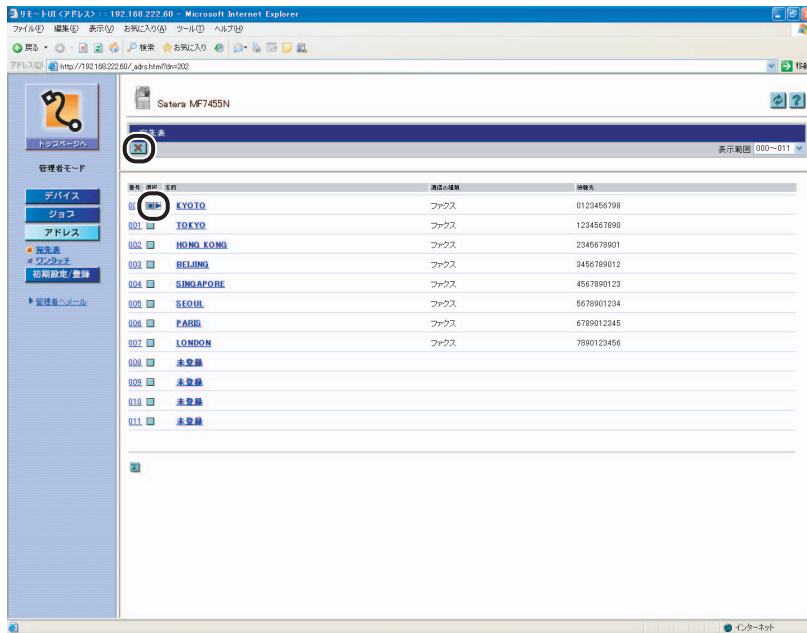 リモートUI <アドレス> : : 192.168.222.60 - Microsoft Internet Explorer
ファイル(F) 編集(E) 表示(V) お気に入り(A) ツール(T) ヘルプ(H)
戻る 検索 お気に入り
アドレス(D) http://192.168.222.60/_adrs.html?dn=202 移動
Satera MF7455N
トップページへ
宛先表
表示範囲 000～011
管理者モード
デバイス
ジョブ
アドレス
宛先表
ワンタッチ
初期設定/登録
管理者へメール
番号 選択 名前 通信の種類 接続先
KYOTO ファクス 0123456798
001 TOKYO ファクス 1234567890
002 HONG KONG ファクス 2345678901
003 BEIJING ファクス 3456789012
004 SINGAPORE ファクス 4567890123
005 SEOUL ファクス 5678901234
006 PARIS ファクス 6789012345
007 LONDON ファクス 7890123456
008 未登録
009 未登録
010 未登録
011 未登録
インターネット